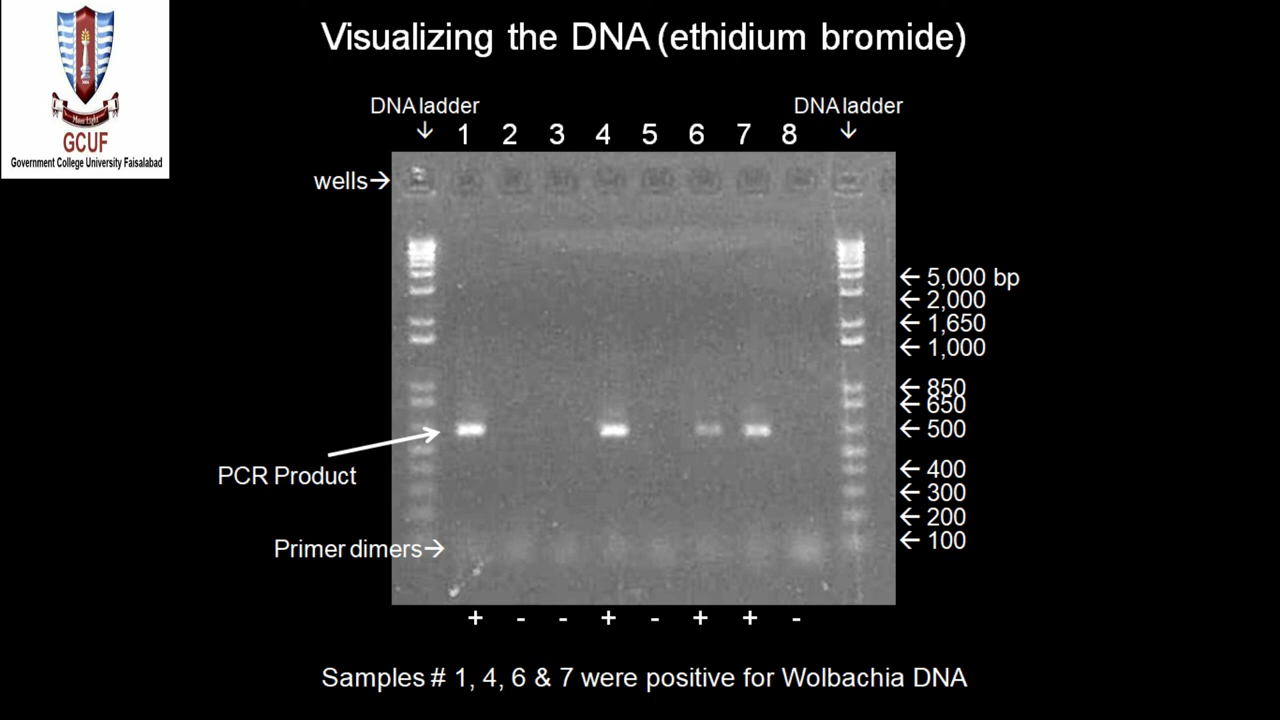 Visualizing the DNA (ethidium bromide)
GCUF
Government College University Faisalabad
DNA ladder
DNA ladder
↓ 1 2 3 4 5 6 7 8 ↓
wells→
← 5,000 bp
← 2,000
← 1,650
← 1,000
← 850
← 650
← 500
← 400
← 300
← 200
← 100
PCR Product
Primer dimers→
+ - - + - + + -
Samples # 1, 4, 6 & 7 were positive for Wolbachia DNA